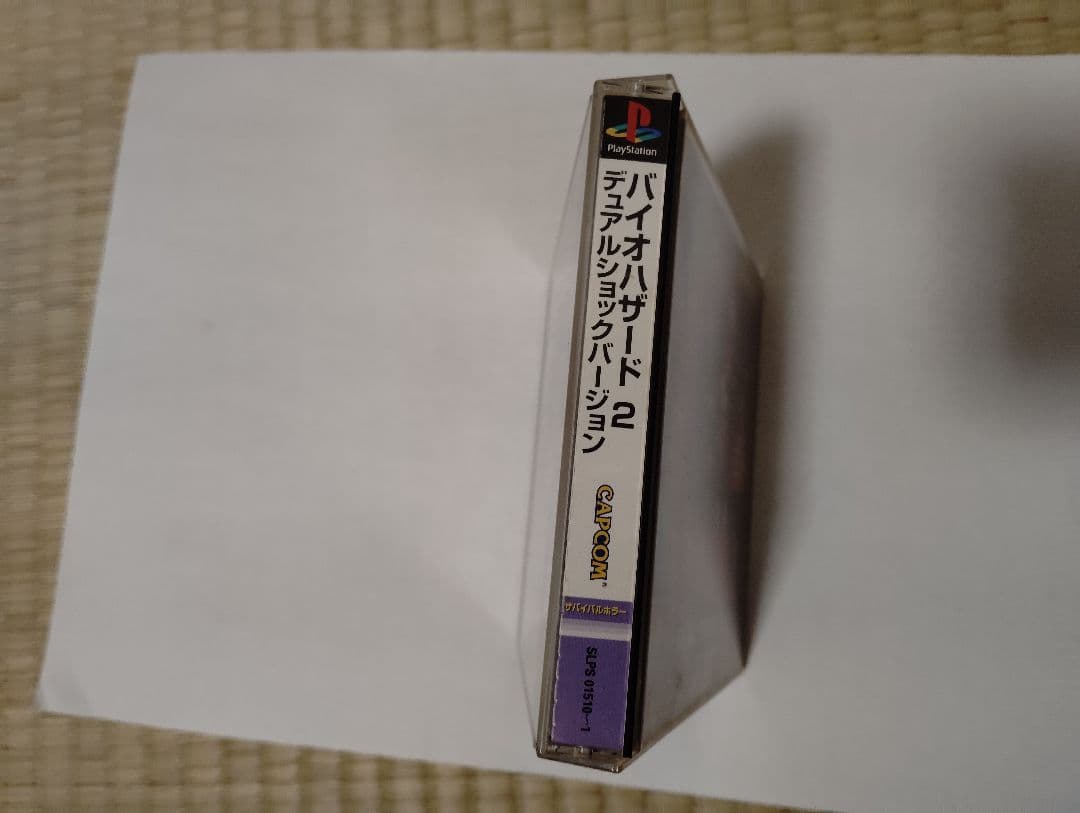 PlayStation
バイオハザード 2
デュアルショックバージョン
CAPCOM
サバイバルホラー
SLPS 01510~1